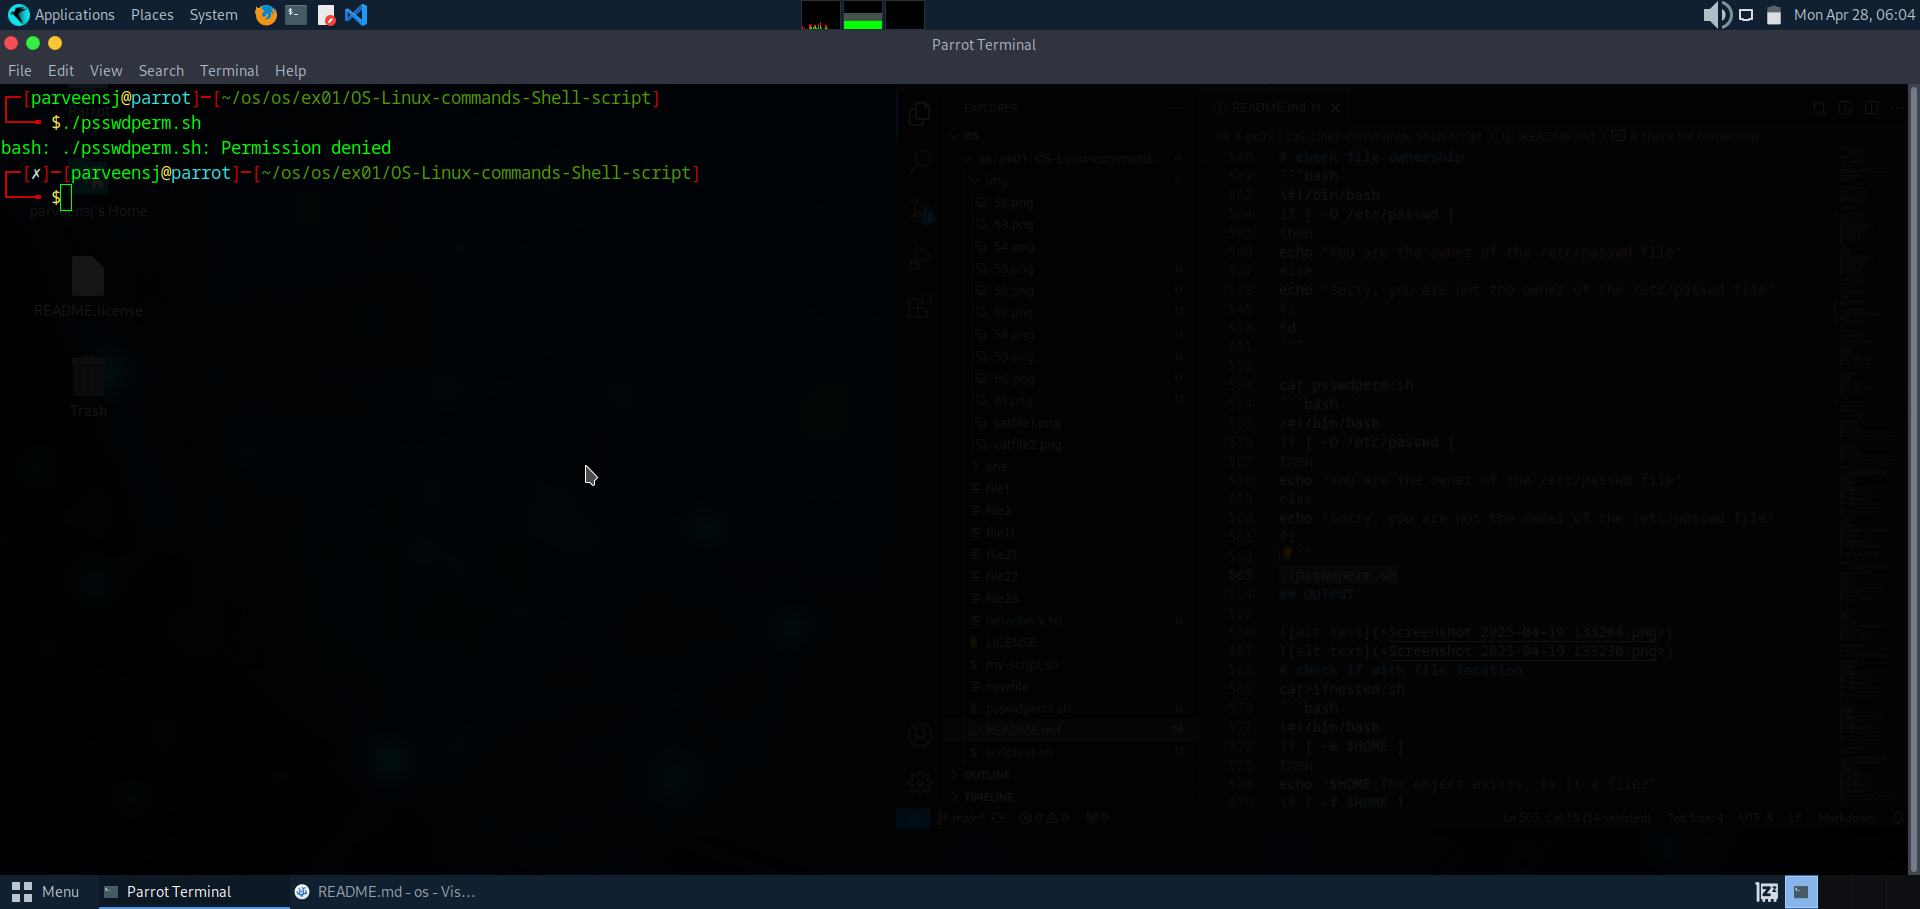 Applications Places System
Mon Apr 28, 06:04
Parrot Terminal
File Edit View Search Terminal Help
┌─[parveensj@parrot]─[~/os/os/ex01/OS-Linux-commands-Shell-script]
└──╼ $./psswdperm.sh
bash: ./psswdperm.sh: Permission denied
┌─[✗]─[parveensj@parrot]─[~/os/os/ex01/OS-Linux-commands-Shell-script]
└──╼ $
parveensj's Home
README.license
Trash
EXPLORER
OS
os / ex01 / OS-Linux-command...
img
52.png
53.png
54.png
55.png U
56.png U
57.png U
58.png U
59.png U
60.png U
61.png U
catfile1.png
catfile2.png
one
file1
file2
file11
file21
file22
file23
herecheck.txt U
LICENSE
my-script.sh
newfile
psswdperm.sh U
README.md M
scriptest.sh U
OUTLINE
TIMELINE
README.md M
os > ex01 > OS-Linux-commands-Shell-script > README.md > # check file ownership
# check file ownership
542 ```bash
543 \#!/bin/bash
544 if [ -O /etc/passwd ]
545 then
546 echo "You are the owner of the /etc/passwd file"
547 else
548 echo "Sorry, you are not the owner of the /etc/passwd file"
549 fi
550 ^d
551 ```
552
553 cat psswdperm.sh
554 ```bash
555 /#!/bin/bash
556 if [ -O /etc/passwd ]
557 then
558 echo "You are the owner of the /etc/passwd file"
559 else
560 echo "Sorry, you are not the owner of the /etc/passwd file"
561 fi
562
563 ./psswdperm.sh
564 ## OUTPUT
565
566 ![alt text](<Screenshot 2025-04-19 133204.png>)
567 ![alt text](<Screenshot 2025-04-19 133230.png>)
568 # check if with file location
569 cat>ifnested.sh
570 ```bash
571 \#!/bin/bash
572 if [ -e $HOME ]
573 then
574 echo "$HOME The object exists, is it a file?"
575 if [ -f $HOME ]
main* 0 0 0
Ln 563, Col 15 (14 selected) Tab Size: 4 UTF-8 LF Markdown
Menu Parrot Terminal README.md - os - Vis...